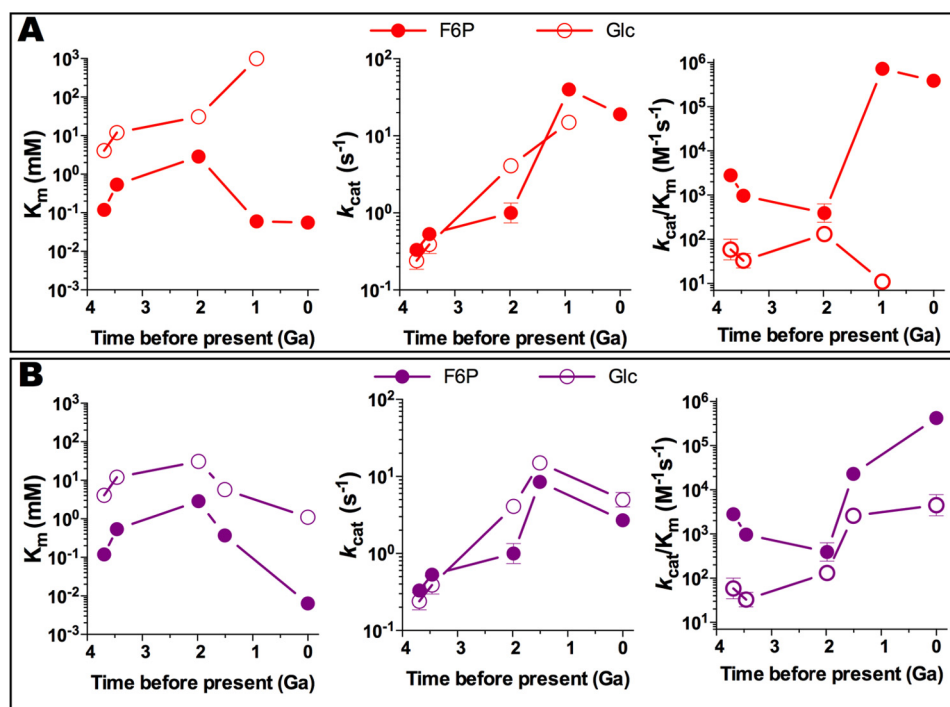 A
F6P Glc
K_m (mM)
10^3
10^2
10^1
10^0
10^-1
10^-2
10^-3
4 3 2 1 0
Time before present (Ga)
k_cat (s^-1)
10^2
10^1
10^0
10^-1
4 3 2 1 0
Time before present (Ga)
k_cat/K_m (M^-1s^-1)
10^6
10^5
10^4
10^3
10^2
10^1
4 3 2 1 0
Time before present (Ga)
B
F6P Glc
K_m (mM)
10^3
10^2
10^1
10^0
10^-1
10^-2
10^-3
4 3 2 1 0
Time before present (Ga)
k_cat (s^-1)
10^2
10^1
10^0
10^-1
4 3 2 1 0
Time before present (Ga)
k_cat/K_m (M^-1s^-1)
10^6
10^5
10^4
10^3
10^2
10^1
4 3 2 1 0
Time before present (Ga)